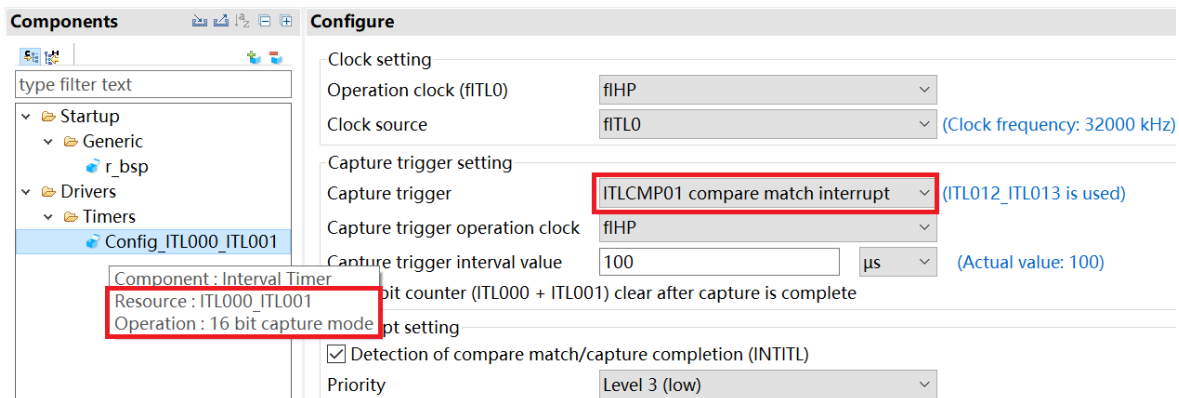 Components
Configure
type filter text
Startup
Generic
r_bsp
Drivers
Timers
Config_ITL000_ITL001
Component : Interval Timer
Resource : ITL000_ITL001
Operation : 16 bit capture mode
Clock setting
Operation clock (fITL0) fIHP
Clock source fITL0 (Clock frequency: 32000 kHz)
Capture trigger setting
Capture trigger ITLCMP01 compare match interrupt (ITL012_ITL013 is used)
Capture trigger operation clock fIHP
Capture trigger interval value 100 μs (Actual value: 100)
bit counter (ITL000 + ITL001) clear after capture is complete
pt setting
Detection of compare match/capture completion (INTITL)
Priority Level 3 (low)